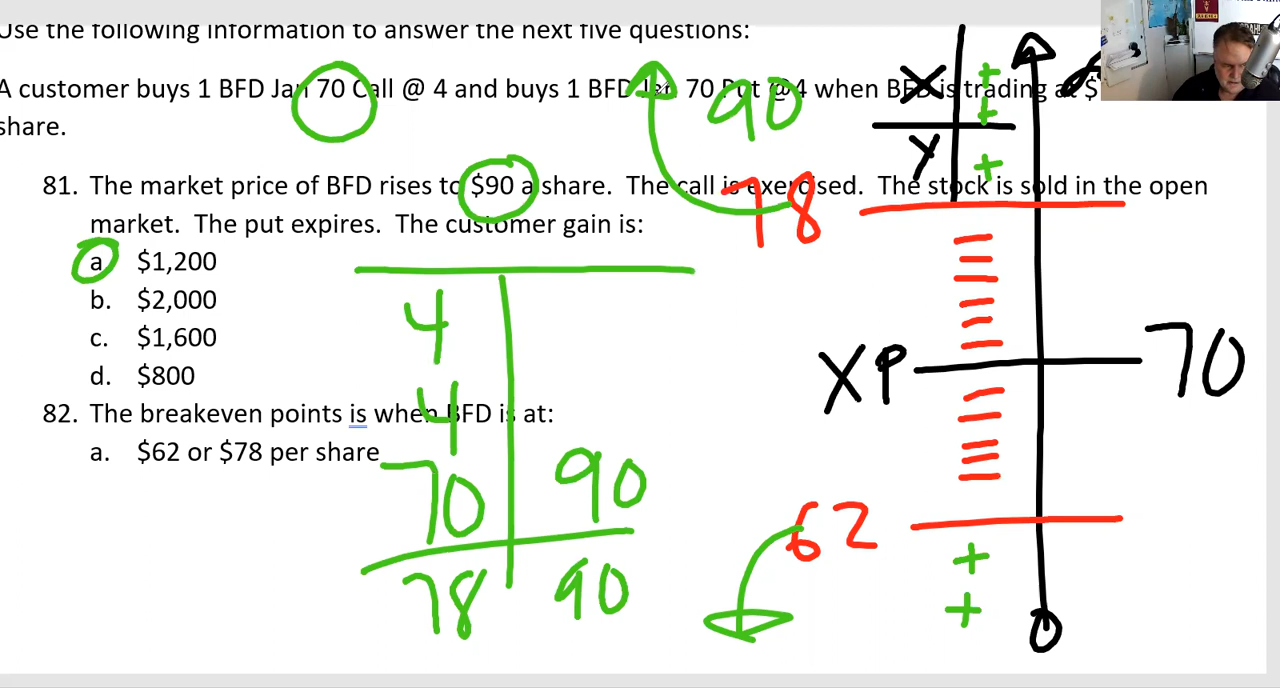 Use the following information to answer the next five questions:
A customer buys 1 BFD Jan 70 Call @ 4 and buys 1 BFD Jan 70 Put @4 when BFD is trading at $
share.
81. The market price of BFD rises to $90 a share. The call is exercised. The stock is sold in the open
market. The put expires. The customer gain is:
a. $1,200
b. $2,000
c. $1,600
d. $800
82. The breakeven points is when BFD is at:
a. $62 or $78 per share
90
78
X
Y
+
+
+
XP
70
62
+
+
0
4
4
70 90
78 90